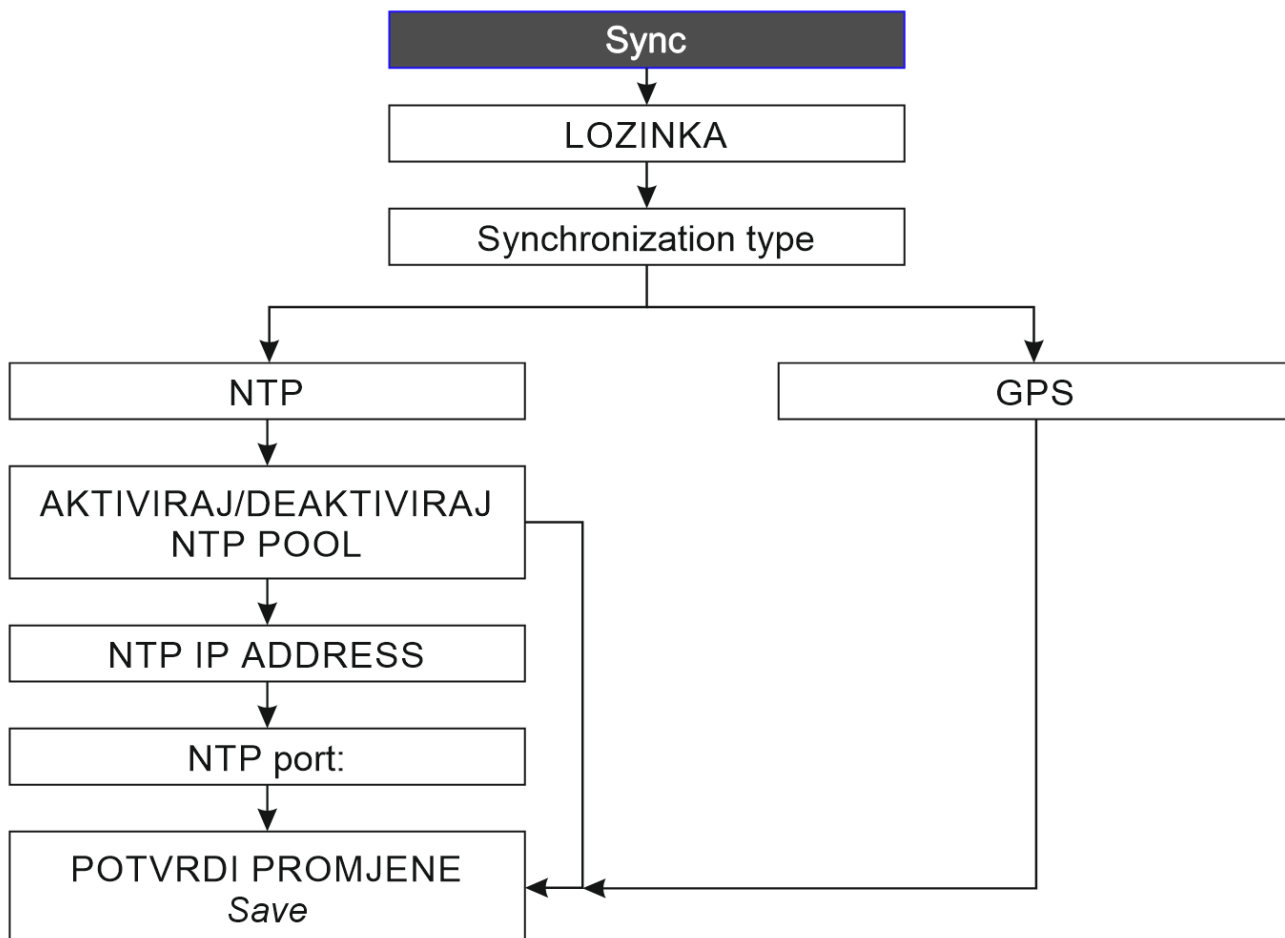 Sync
LOZINKA
Synchronization type
NTP
GPS
AKTIVIRAJ/DEAKTIVIRAJ
NTP POOL
NTP IP ADDRESS
NTP port:
POTVRDI PROMJENE
Save